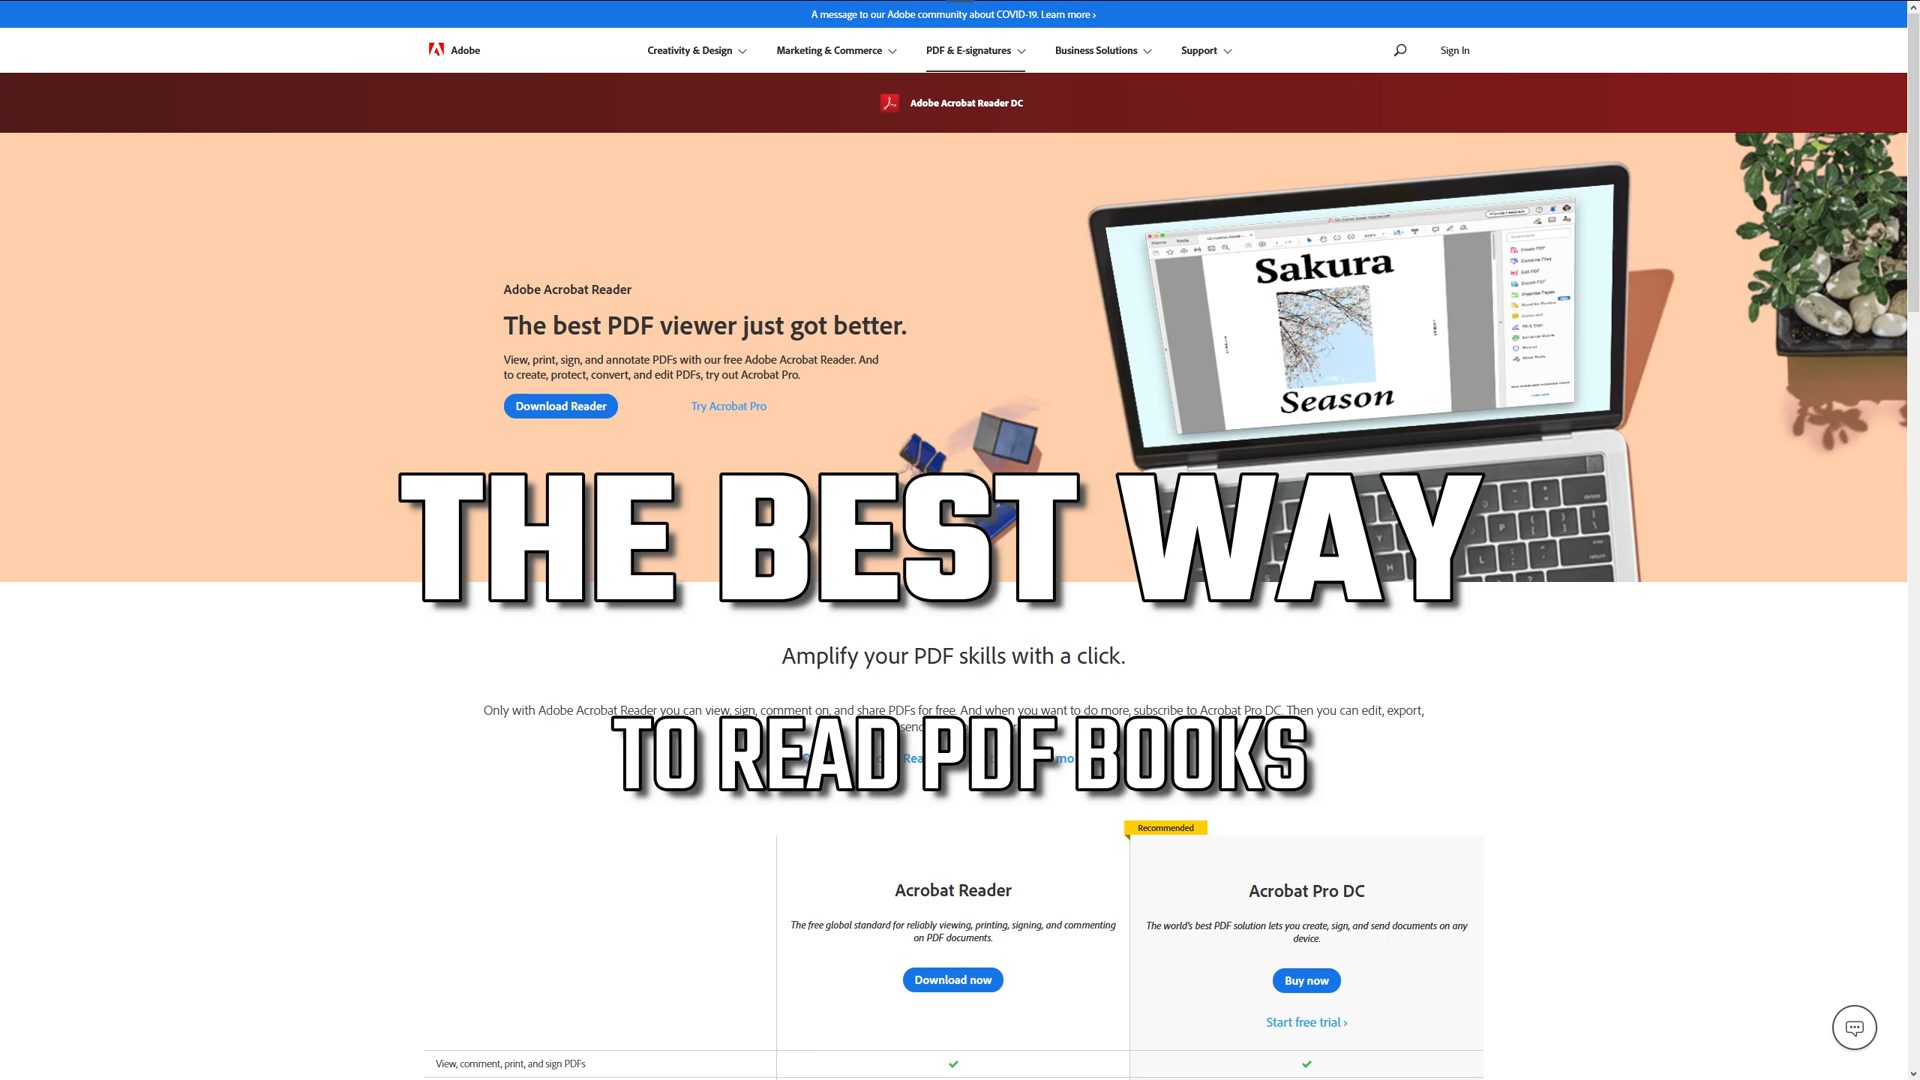 A message to our Adobe community about COVID-19. Learn more ›
Adobe
Creativity & Design
Marketing & Commerce
PDF & E-signatures
Business Solutions
Support
Sign In
Adobe Acrobat Reader DC
Adobe Acrobat Reader
The best PDF viewer just got better.
View, print, sign, and annotate PDFs with our free Adobe Acrobat Reader. And
to create, protect, convert, and edit PDFs, try out Acrobat Pro.
Download Reader
Try Acrobat Pro
Sakura
Season
THE BEST WAY
Amplify your PDF skills with a click.
Only with Adobe Acrobat Reader you can view, sign, comment on, and share PDFs for free. And when you want to do more, subscribe to Acrobat Pro DC. Then you can edit, export,
TO READ PDF BOOKS
Recommended
Acrobat Reader
The free global standard for reliably viewing, printing, signing, and commenting
on PDF documents.
Download now
Acrobat Pro DC
The world's best PDF solution lets you create, sign, and send documents on any
device.
Buy now
Start free trial ›
View, comment, print, and sign PDFs